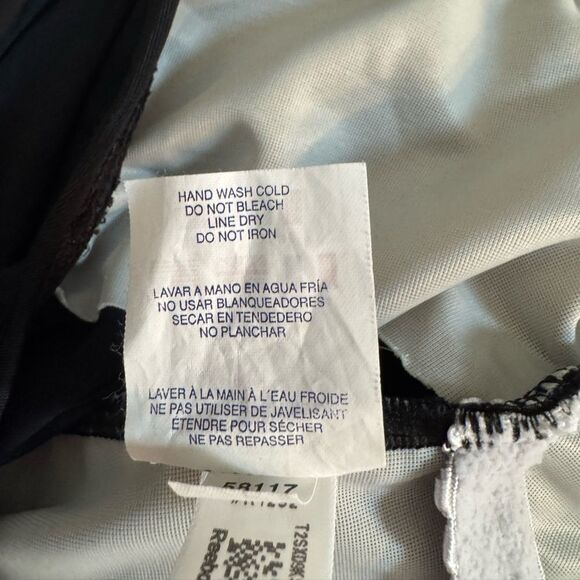 HAND WASH COLD
DO NOT BLEACH
LINE DRY
DO NOT IRON
LAVAR A MANO EN AGUA FRÍA
NO USAR BLANQUEADORES
SECAR EN TENDEDERO
NO PLANCHAR
LAVER À LA MAIN À L´EAU FROIDE
NE PAS UTILISER DE JAVELISANT
ÉTENDRE POUR SÉCHER
NE PAS REPASSER
58117